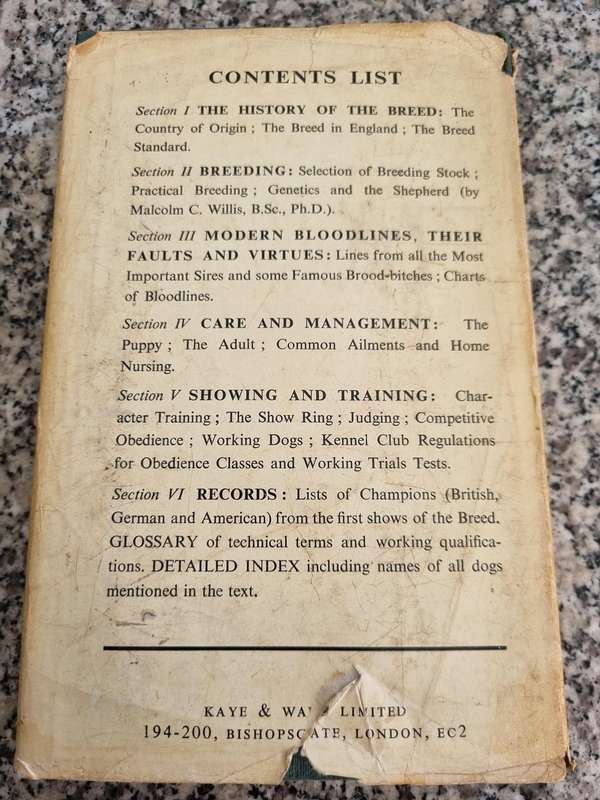 CONTENTS LIST
Section I THE HISTORY OF THE BREED: The
Country of Origin ; The Breed in England ; The Breed
Standard.
Section II BREEDING: Selection of Breeding Stock ;
Practical Breeding ; Genetics and the Shepherd (by
Malcolm C. Willis, B.Sc., Ph.D.).
Section III MODERN BLOODLINES, THEIR
FAULTS AND VIRTUES: Lines from all the Most
Important Sires and some Famous Brood-bitches ; Charts
of Bloodlines.
Section IV CARE AND MANAGEMENT: The
Puppy ; The Adult ; Common Ailments and Home
Nursing.
Section V SHOWING AND TRAINING: Char-
acter Training ; The Show Ring ; Judging ; Competitive
Obedience ; Working Dogs ; Kennel Club Regulations
for Obedience Classes and Working Trials Tests.
Section VI RECORDS: Lists of Champions (British,
German and American) from the first shows of the Breed.
GLOSSARY of technical terms and working qualifica-
tions. DETAILED INDEX including names of all dogs
mentioned in the text.
KAYE & LIMITED
194-200, BISHOPSGATE, LONDON, EC2